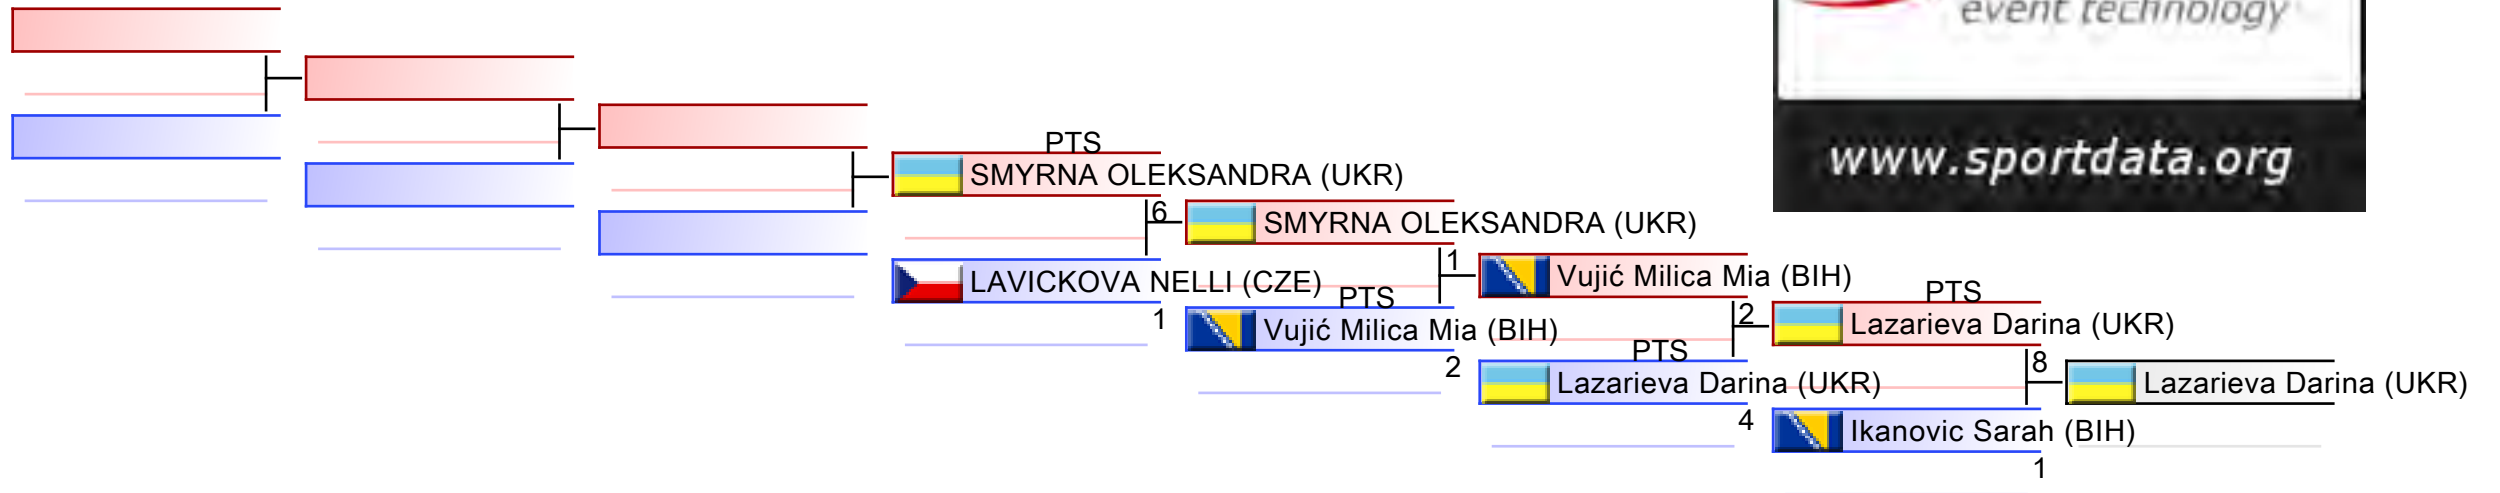 event technology
www.sportdata.org
PTS
SMYRNA OLEKSANDRA (UKR)
6
SMYRNA OLEKSANDRA (UKR)
LAVICKOVA NELLI (CZE)
1
1
Vujić Milica Mia (BIH)
PTS
Vujić Milica Mia (BIH)
2
2
PTS
Lazarieva Darina (UKR)
PTS
Lazarieva Darina (UKR)
4
8
Lazarieva Darina (UKR)
Ikanovic Sarah (BIH)
1